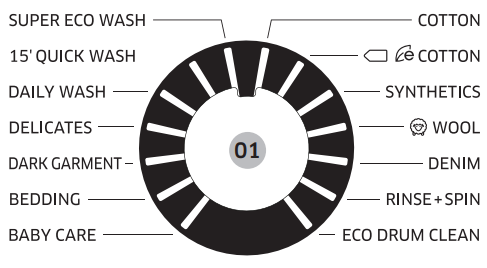 SUPER ECO WASH
15' QUICK WASH
DAILY WASH
DELICATES
DARK GARMENT
BEDDING
BABY CARE
01
COTTON
e COTTON
SYNTHETICS
WOOL
DENIM
RINSE+SPIN
ECO DRUM CLEAN